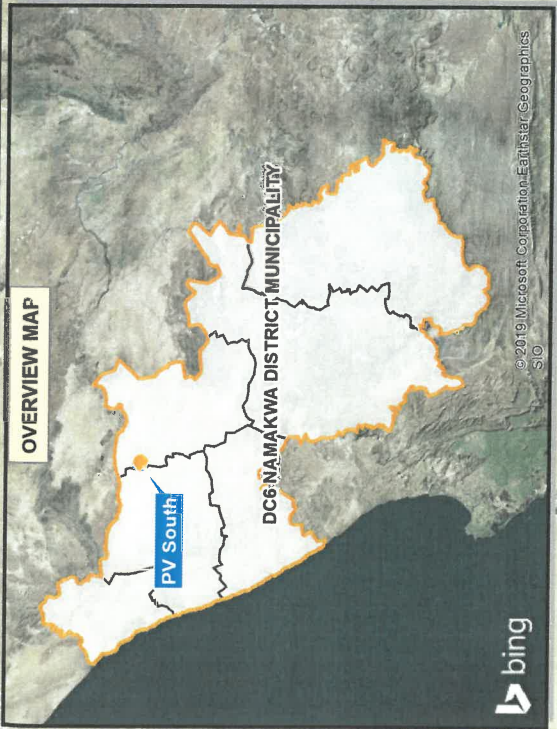 OVERVIEW MAP
PV South
DC6 NAMAKWA DISTRICT MUNICIPALITY
© 2019 Microsoft Corporation Earthstar Geographics
SIO
bing